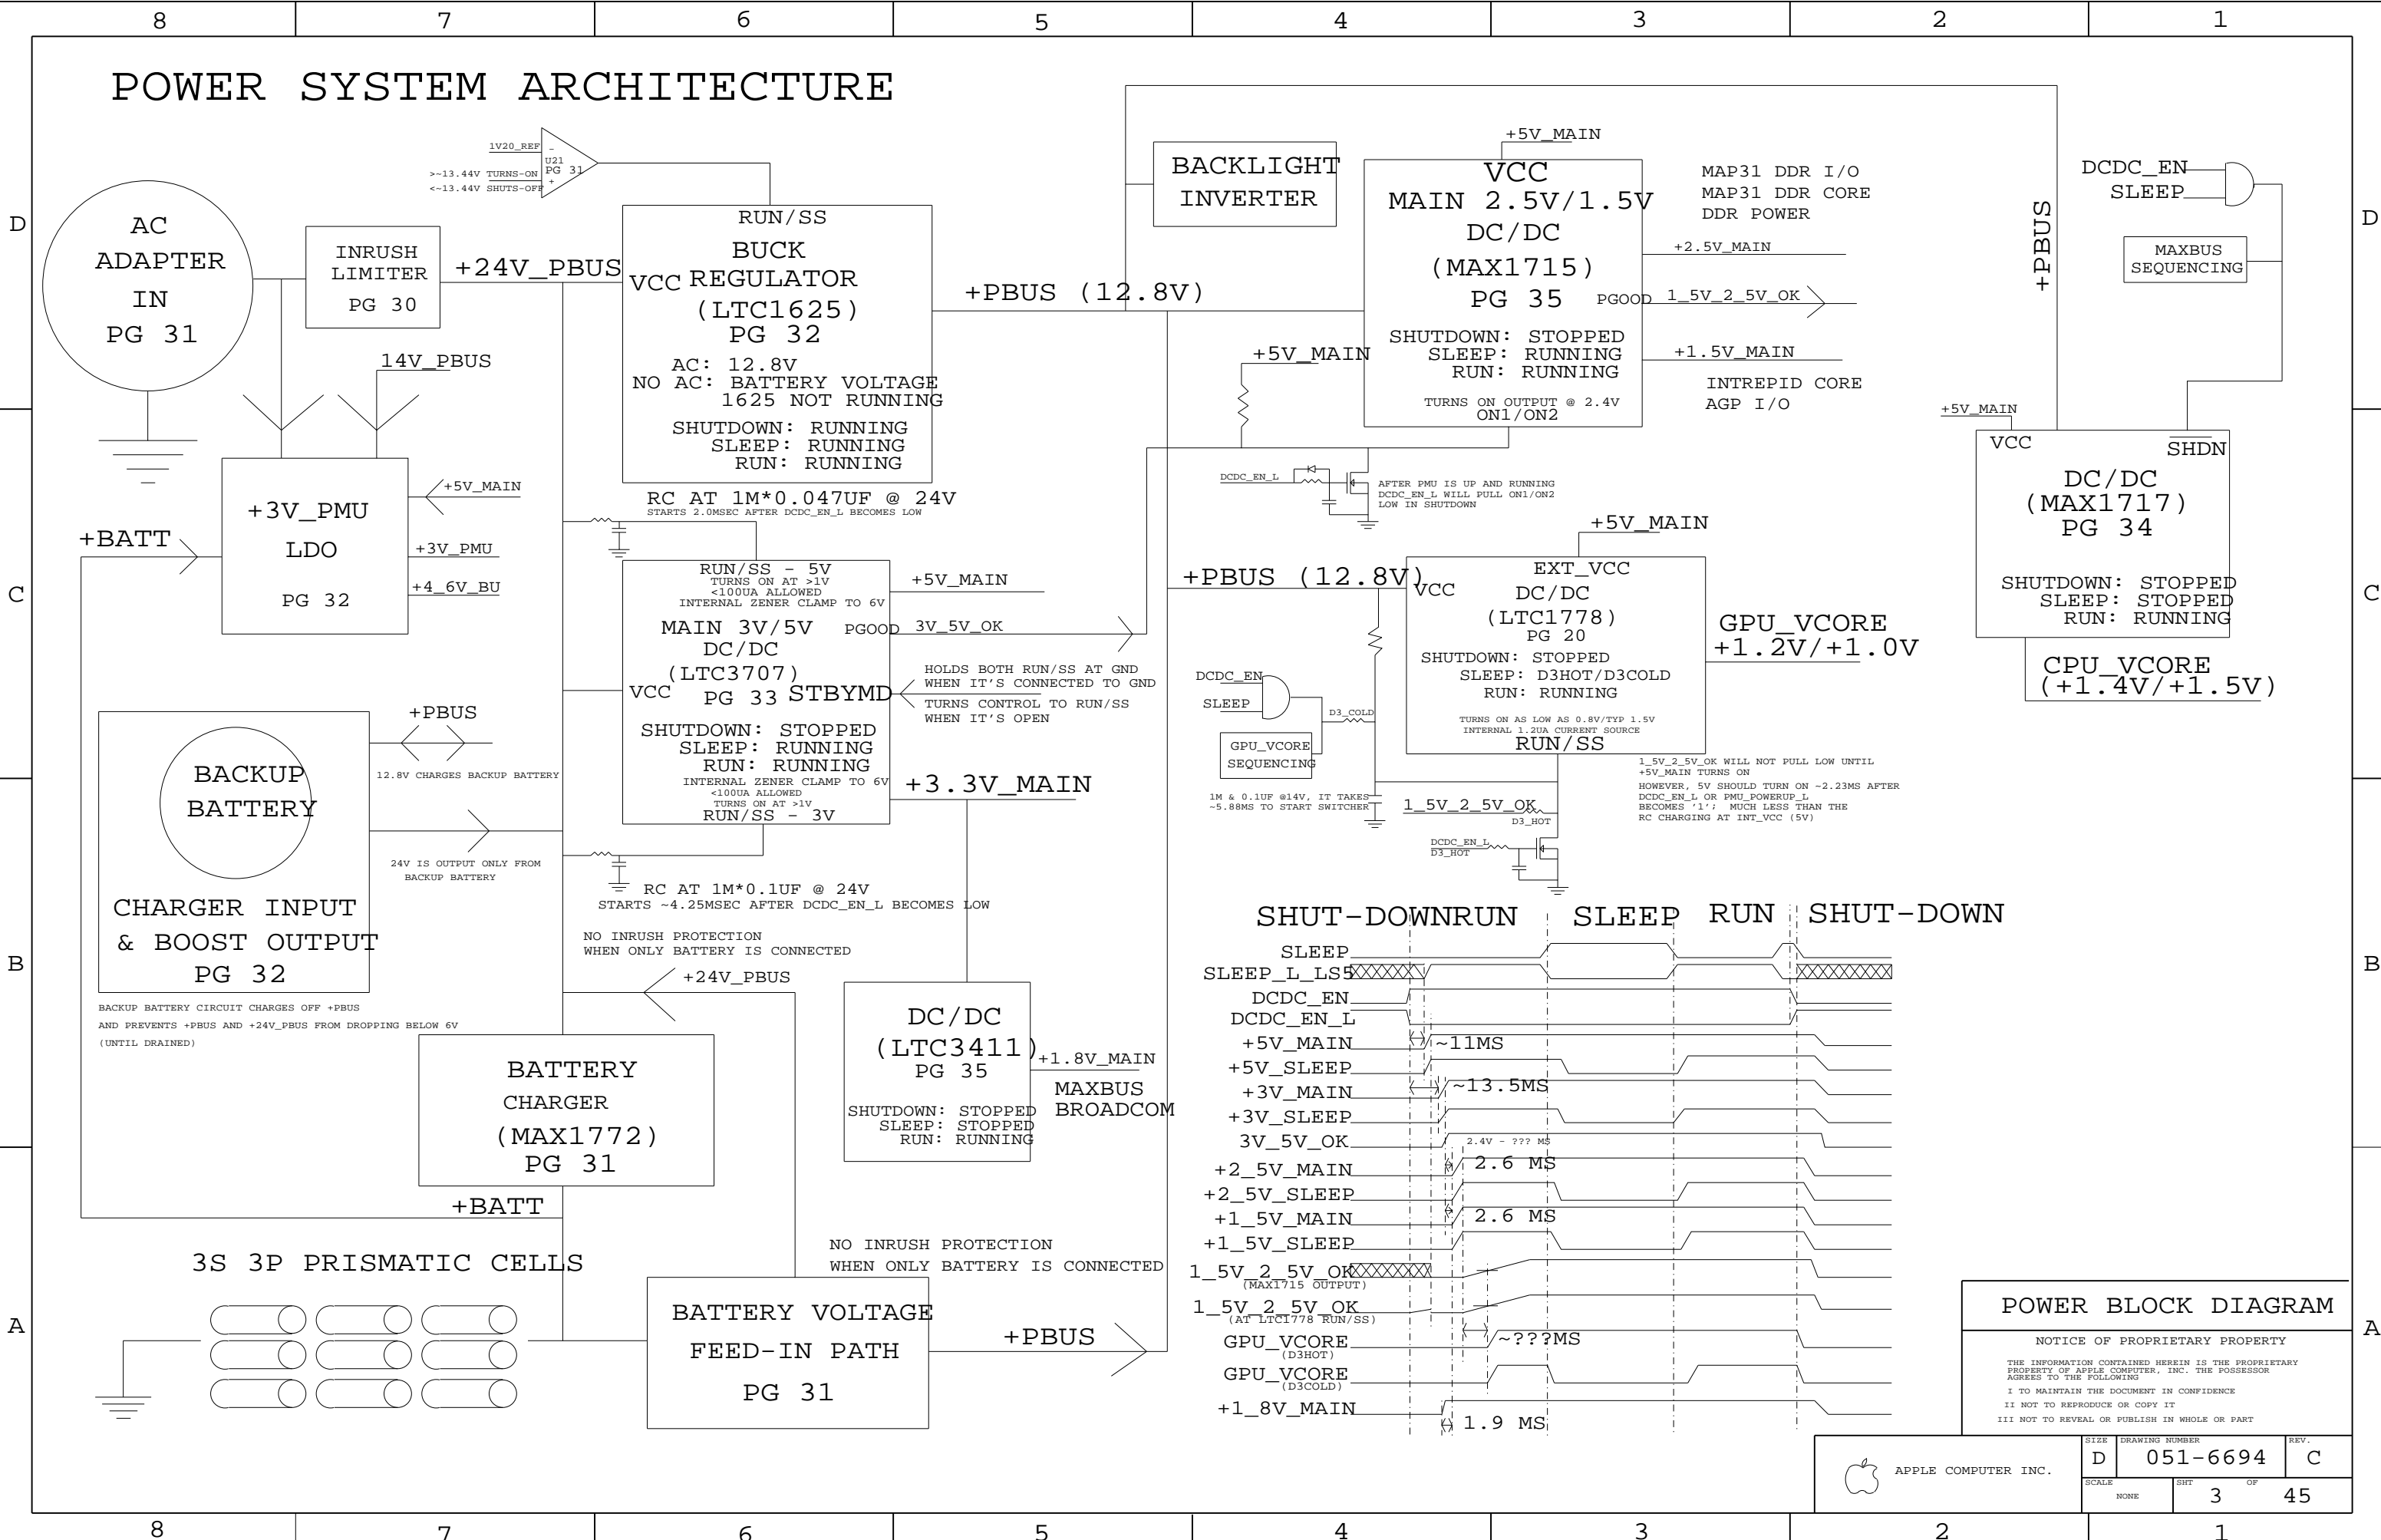 8 7 6 5 4 3 2 1
D
C
B
A
D
C
B
A
POWER SYSTEM ARCHITECTURE
AC
ADAPTER
IN
PG 31
INRUSH
LIMITER
PG 30
+24V_PBUS
14V_PBUS
1V20_REF
>~13.44V TURNS-ON
<~13.44V SHUTS-OFF
-
U21
PG 31
+
RUN/SS
BUCK
VCC REGULATOR
(LTC1625)
PG 32
AC: 12.8V
NO AC: BATTERY VOLTAGE
1625 NOT RUNNING
SHUTDOWN: RUNNING
SLEEP: RUNNING
RUN: RUNNING
RC AT 1M*0.047UF @ 24V
STARTS 2.0MSEC AFTER DCDC_EN_L BECOMES LOW
+PBUS (12.8V)
BACKLIGHT
INVERTER
+5V_MAIN
VCC
MAIN 2.5V/1.5V
DC/DC
(MAX1715)
PG 35
PGOOD
SHUTDOWN: STOPPED
SLEEP: RUNNING
RUN: RUNNING
TURNS ON OUTPUT @ 2.4V
ON1/ON2
MAP31 DDR I/O
MAP31 DDR CORE
DDR POWER
+2.5V_MAIN
1_5V_2_5V_OK
+1.5V_MAIN
INTREPID CORE
AGP I/O
+PBUS
DCDC_EN
SLEEP
MAXBUS
SEQUENCING
+5V_MAIN
VCC
SHDN
DC/DC
(MAX1717)
PG 34
SHUTDOWN: STOPPED
SLEEP: STOPPED
RUN: RUNNING
CPU_VCORE
(+1.4V/+1.5V)
+5V_MAIN
DCDC_EN_L
AFTER PMU IS UP AND RUNNING
DCDC_EN_L WILL PULL ON1/ON2
LOW IN SHUTDOWN
+BATT
+3V_PMU
LDO
PG 32
+5V_MAIN
+3V_PMU
+4_6V_BU
RUN/SS - 5V
TURNS ON AT >1V
<100UA ALLOWED
INTERNAL ZENER CLAMP TO 6V
MAIN 3V/5V
PGOOD
DC/DC
(LTC3707)
VCC
PG 33
STBYMD
SHUTDOWN: STOPPED
SLEEP: RUNNING
RUN: RUNNING
INTERNAL ZENER CLAMP TO 6V
<100UA ALLOWED
TURNS ON AT >1V
RUN/SS - 3V
+5V_MAIN
3V_5V_OK
HOLDS BOTH RUN/SS AT GND
WHEN IT'S CONNECTED TO GND
TURNS CONTROL TO RUN/SS
WHEN IT'S OPEN
+3.3V_MAIN
RC AT 1M*0.1UF @ 24V
STARTS ~4.25MSEC AFTER DCDC_EN_L BECOMES LOW
+PBUS (12.8V)
+5V_MAIN
EXT_VCC
VCC
DC/DC
(LTC1778)
PG 20
SHUTDOWN: STOPPED
SLEEP: D3HOT/D3COLD
RUN: RUNNING
TURNS ON AS LOW AS 0.8V/TYP 1.5V
INTERNAL 1.2UA CURRENT SOURCE
RUN/SS
GPU_VCORE
+1.2V/+1.0V
DCDC_EN
SLEEP
D3_COLD
GPU_VCORE
SEQUENCING
1M & 0.1UF @14V, IT TAKES
~5.88MS TO START SWITCHER
1_5V_2_5V_OK
D3_HOT
DCDC_EN_L
D3_HOT
1_5V_2_5V_OK WILL NOT PULL LOW UNTIL
+5V_MAIN TURNS ON
HOWEVER, 5V SHOULD TURN ON ~2.23MS AFTER
DCDC_EN_L OR PMU_POWERUP_L
BECOMES '1'; MUCH LESS THAN THE
RC CHARGING AT INT_VCC (5V)
BACKUP
BATTERY
CHARGER INPUT
& BOOST OUTPUT
PG 32
+PBUS
12.8V CHARGES BACKUP BATTERY
24V IS OUTPUT ONLY FROM
BACKUP BATTERY
BACKUP BATTERY CIRCUIT CHARGES OFF +PBUS
AND PREVENTS +PBUS AND +24V_PBUS FROM DROPPING BELOW 6V
(UNTIL DRAINED)
NO INRUSH PROTECTION
WHEN ONLY BATTERY IS CONNECTED
+24V_PBUS
BATTERY
CHARGER
(MAX1772)
PG 31
+BATT
DC/DC
(LTC3411)
PG 35
SHUTDOWN: STOPPED
SLEEP: STOPPED
RUN: RUNNING
+1.8V_MAIN
MAXBUS
BROADCOM
3S 3P PRISMATIC CELLS
NO INRUSH PROTECTION
WHEN ONLY BATTERY IS CONNECTED
BATTERY VOLTAGE
FEED-IN PATH
PG 31
+PBUS
SHUT-DOWN RUN SLEEP RUN SHUT-DOWN
SLEEP
SLEEP_L_LS5
DCDC_EN
DCDC_EN_L
+5V_MAIN
~11MS
+5V_SLEEP
+3V_MAIN
~13.5MS
+3V_SLEEP
3V_5V_OK
2.4V - ??? MS
+2_5V_MAIN
2.6 MS
+2_5V_SLEEP
+1_5V_MAIN
2.6 MS
+1_5V_SLEEP
1_5V_2_5V_OK
(MAX1715 OUTPUT)
1_5V_2_5V_OK
(AT LTC1778 RUN/SS)
GPU_VCORE
(D3HOT)
~???MS
GPU_VCORE
(D3COLD)
+1_8V_MAIN
1.9 MS
POWER BLOCK DIAGRAM
NOTICE OF PROPRIETARY PROPERTY
THE INFORMATION CONTAINED HEREIN IS THE PROPRIETARY
PROPERTY OF APPLE COMPUTER, INC. THE POSSESSOR
AGREES TO THE FOLLOWING
I TO MAINTAIN THE DOCUMENT IN CONFIDENCE
II NOT TO REPRODUCE OR COPY IT
III NOT TO REVEAL OR PUBLISH IN WHOLE OR PART
APPLE COMPUTER INC.
SIZE
D
DRAWING NUMBER
051-6694
REV.
C
SCALE
NONE
SHT OF
3 45
8 7 6 5 4 3 2 1